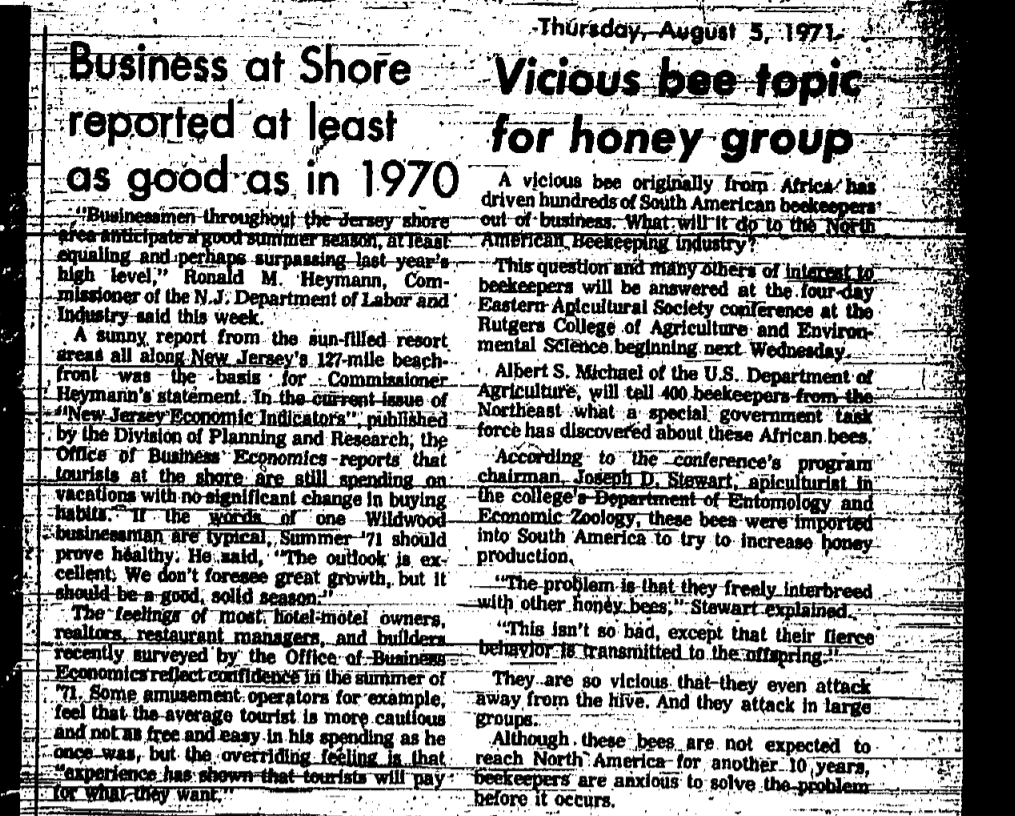 Business at Shore
reported at least
as good as in 1970
"Businessmen throughout the Jersey shore
area anticipate a good summer season, at least
equaling and perhaps surpassing last year's
high level," Ronald M. Heymann, Com-
missioner of the N.J. Department of Labor and
Industry said this week.
A sunny report from the sun-filled resort
areas all along New Jersey's 127-mile beach-
front was the basis for Commissioner
Heymann's statement. In the current issue of
"New Jersey Economic Indicators", published
by the Division of Planning and Research, the
Office of Business Economics reports that
tourists at the shore are still spending on
vacations with no significant change in buying
habits. If the words of one Wildwood
businessman are typical, Summer '71 should
prove healthy. He said, "The outlook is ex-
cellent. We don't foresee great growth, but it
should be a good, solid season."
The feelings of most hotel-motel owners,
realtors, restaurant managers, and builders
recently surveyed by the Office of Business
Economics reflect confidence in the summer of
'71. Some amusement operators for example,
feel that the average tourist is more cautious
and not as free and easy in his spending as he
once was, but the overriding feeling is that
"experience has shown that tourists will pay
for what they want."
Thursday, August 5, 1971
Vicious bee topic
for honey group
A vicious bee originally from Africa has
driven hundreds of South American beekeepers
out of business. What will it do to the North
American Beekeeping industry?
This question and many others of interest to
beekeepers will be answered at the four-day
Eastern Apicultural Society conference at the
Rutgers College of Agriculture and Environ-
mental Science beginning next Wednesday.
Albert S. Michael of the U.S. Department of
Agriculture, will tell 400 beekeepers from the
Northeast what a special government task
force has discovered about these African bees.
According to the conference's program
chairman, Joseph D. Stewart, apiculturist in
the college's Department of Entomology and
Economic Zoology, these bees were imported
into South America to try to increase honey
production.
"The problem is that they freely interbreed
with other honey bees," Stewart explained.
"This isn't so bad, except that their fierce
behavior is transmitted to the offspring."
They are so vicious that they even attack
away from the hive. And they attack in large
groups.
Although these bees are not expected to
reach North America for another 10 years,
beekeepers are anxious to solve the problem
before it occurs.